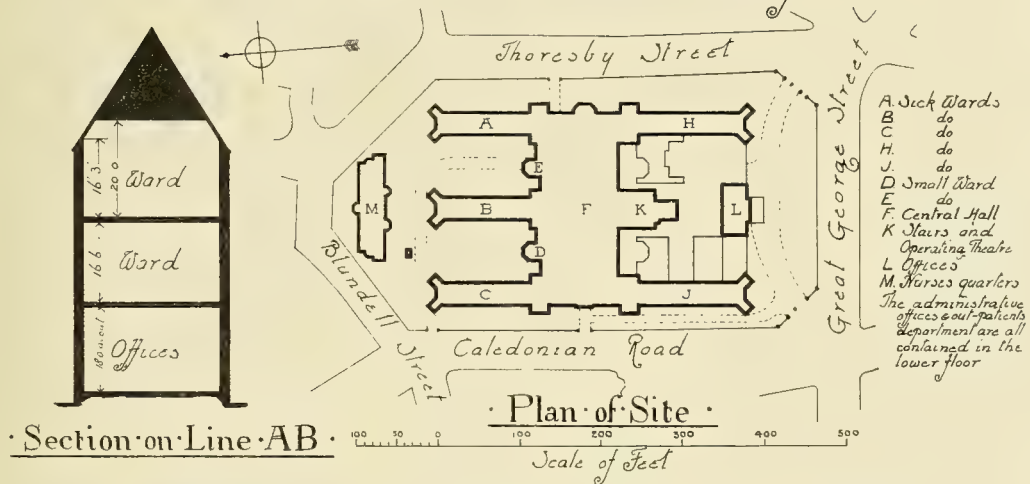 Thoresby Street
Great George Street
Blundell Street
Caledonian Road
A
H
E
M
B
F
K
L
D
C
J
16'3"
20 0
Ward
16 6
Ward
Offices
A. Sick Wards
B do
C do
H. do
J. do
D Small Ward
E do
F. Central Hall
K Stairs and
Operating Theatre
L Offices
M. Nurses quarters
The administrative
offices & out-patients
department are all
contained in the
lower floor
· Section · on · Line · AB ·
· Plan · of · Site ·
100 50 0 100 200 300 400 500
Scale of Feet